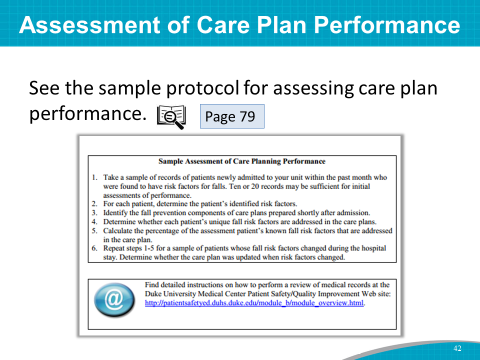 Assessment of Care Plan Performance
See the sample protocol for assessing care plan
performance.
Page 79
Sample Assessment of Care Planning Performance
1. Take a sample of records of patients newly admitted to your unit within the past month who
were found to have risk factors for falls. Ten or 20 records may be sufficient for initial
assessments of performance.
2. For each patient, determine the patient's identified risk factors.
3. Identify the fall prevention components of care plans prepared shortly after admission.
4. Determine whether each patient's unique fall risk factors are addressed in the care plans.
5. Calculate the percentage of the assessment patient's known fall risk factors that are addressed
in the care plan.
6. Repeat steps 1-5 for a sample of patients whose fall risk factors changed during the hospital
stay. Determine whether the care plan was updated when risk factors changed.
@
Find detailed instructions on how to perform a review of medical records at the
Duke University Medical Center Patient Safety/Quality Improvement Web site:
http://patientsafetyed.duhs.duke.edu/module_b/module_overview.html.
42